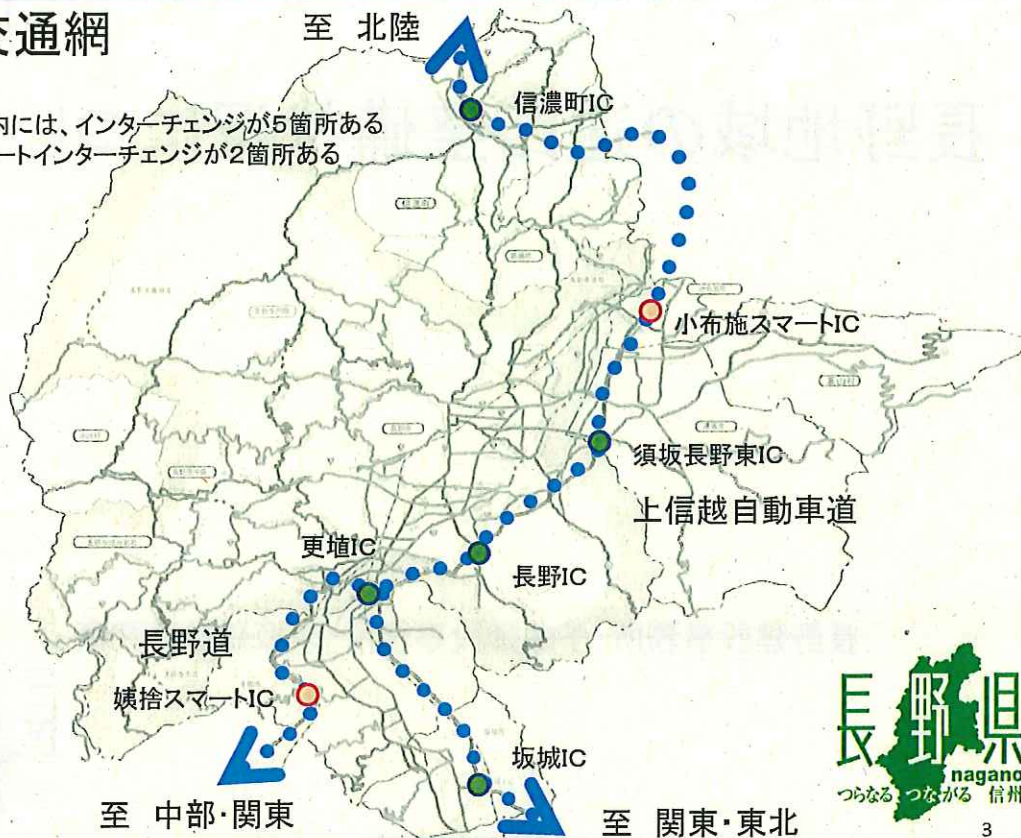 交通網
至 北陸
信濃町IC
内には、インターチェンジが5箇所ある
ートインターチェンジが2箇所ある
小布施スマートIC
須坂長野東IC
上信越自動車道
更埴IC
長野IC
長野道
姨捨スマートIC
坂城IC
至 中部・関東
至 関東・東北
長野県
nagano
つらなる つながる 信州
3